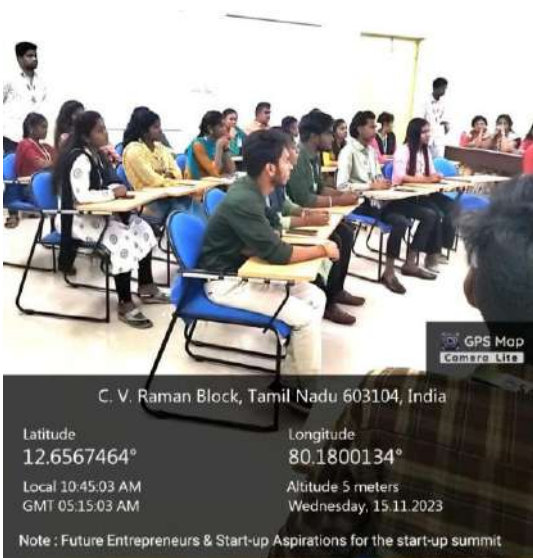 GPS Map
Camera Lite
C. V. Raman Block, Tamil Nadu 603104, India
Latitude
12.6567464°
Longitude
80.1800134°
Local 10:45:03 AM
GMT 05:15:03 AM
Altitude 5 meters
Wednesday, 15.11.2023
Note : Future Entrepreneurs & Start-up Aspirations for the start-up summit